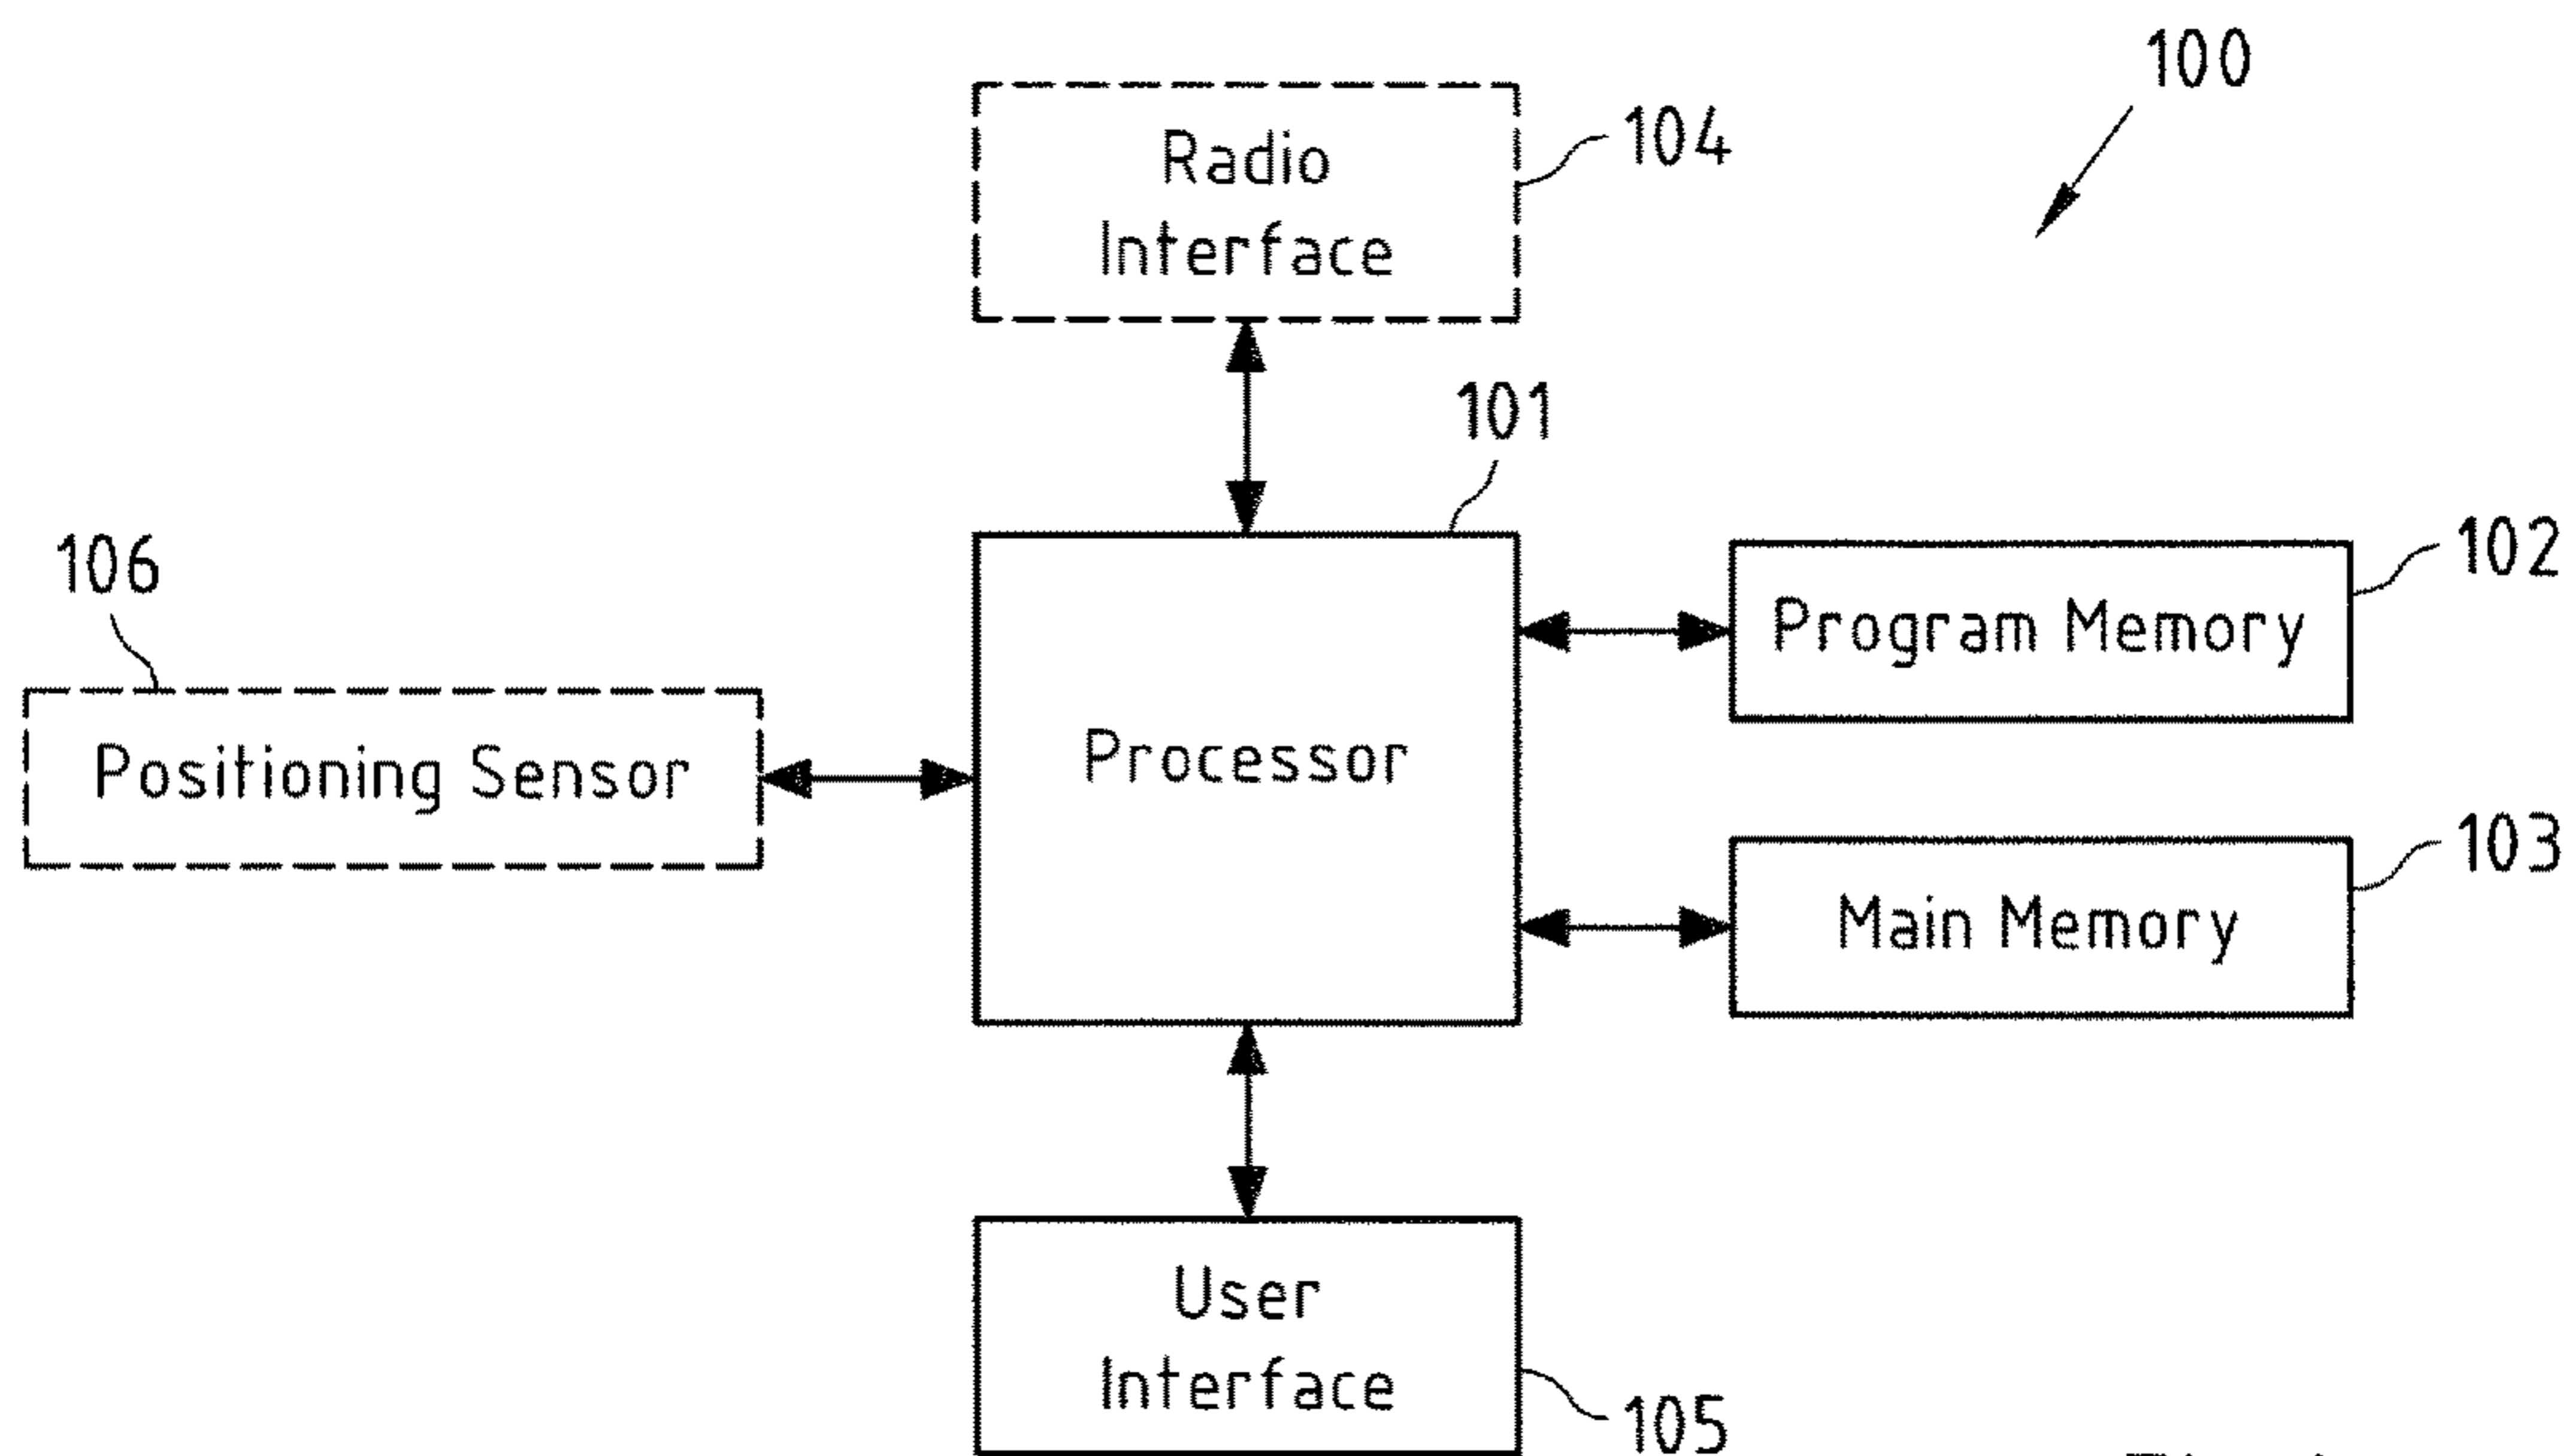 100
Radio
Interface
104
101
106
102
Program Memory
Positioning Sensor
Processor
103
Main Memory
User
Interface
105